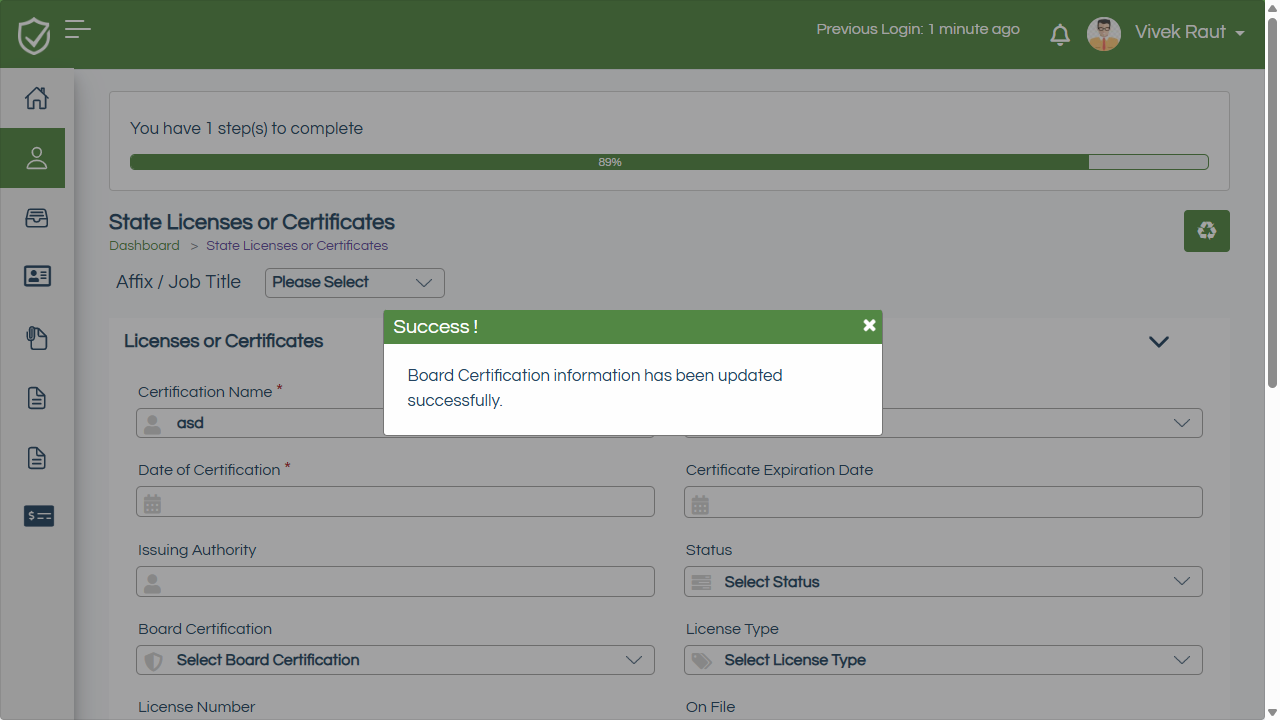 Previous Login: 1 minute ago
Vivek Raut
You have 1 step(s) to complete
89%
State Licenses or Certificates
Dashboard > State Licenses or Certificates
Affix / Job Title
Please Select
Success !
Board Certification information has been updated
successfully.
Licenses or Certificates
Certification Name *
asd
Date of Certification *
Certificate Expiration Date
Issuing Authority
Status
Select Status
Board Certification
License Type
Select Board Certification
Select License Type
License Number
On File